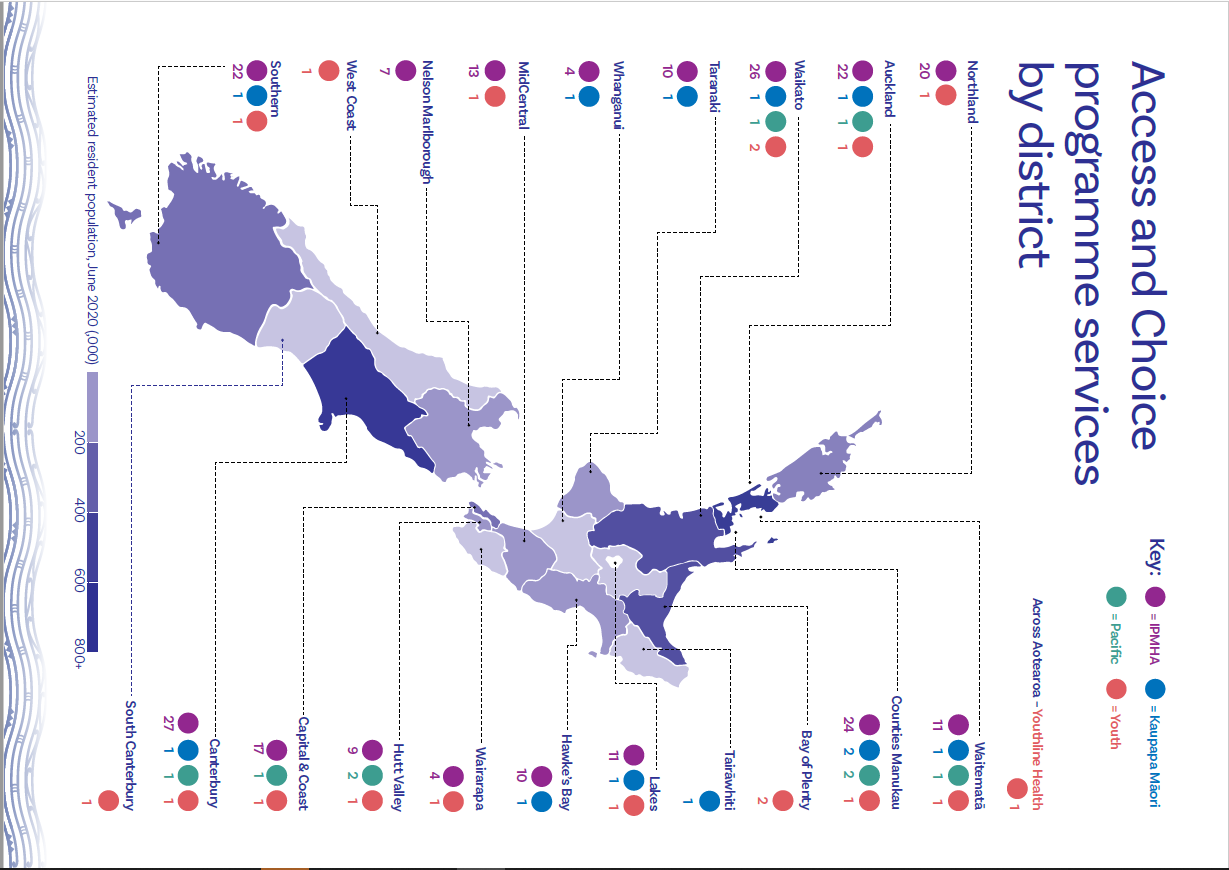 Access and Choice
programme services
by district
Key:
= IPMHA
= Kaupapa Māori
= Pacific
= Youth
Across Aotearoa – Youthline Health
1
Northland
20 1
Auckland
22 1 1 1
Waikato
26 1 1 2
Taranaki
10 1
Whanganui
4 1
MidCentral
13 1
Nelson Marlborough
7
West Coast
1
Southern
22 1 1
Waitematā
11 1 1 1
Counties Manukau
24 2 2 1
Bay of Plenty
2
Tairāwhiti
1
Lakes
11 1 1
Hawke's Bay
10 1
Wairarapa
4 1
Hutt Valley
9 2 1
Capital & Coast
17 1 1
Canterbury
27 1 1 1
South Canterbury
1
Estimated resident population, June 2020 (000)
200 400 600 800+